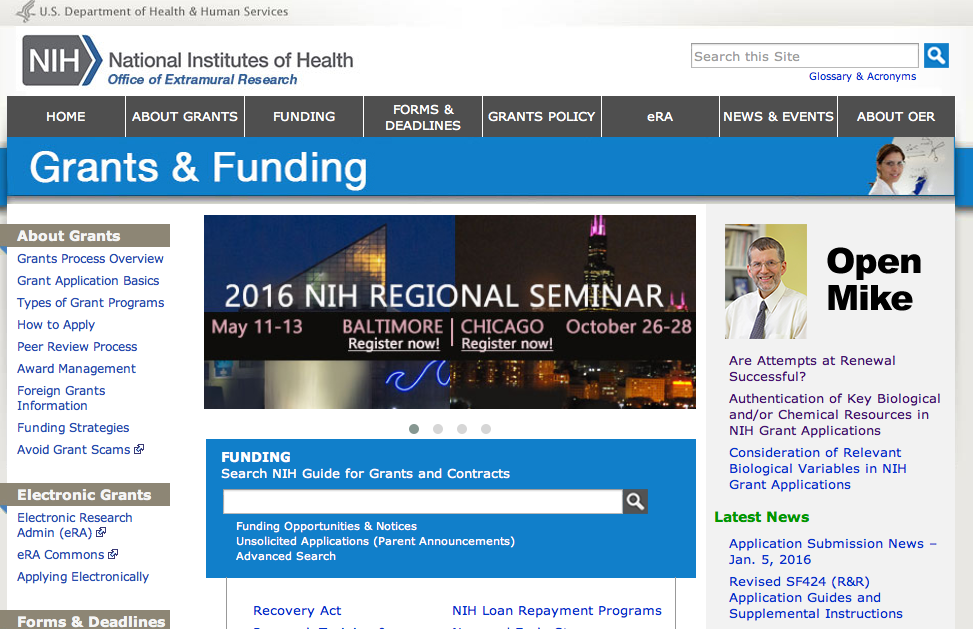 U.S. Department of Health & Human Services
NIH
National Institutes of Health
Office of Extramural Research
Search this Site
Glossary & Acronyms
HOME
ABOUT GRANTS
FUNDING
FORMS &
DEADLINES
GRANTS POLICY
eRA
NEWS & EVENTS
ABOUT OER
Grants & Funding
About Grants
Grants Process Overview
Grant Application Basics
Types of Grant Programs
How to Apply
Peer Review Process
Award Management
Foreign Grants
Information
Funding Strategies
Avoid Grant Scams
Electronic Grants
Electronic Research
Admin (eRA)
eRA Commons
Applying Electronically
Forms & Deadlines
2016 NIH REGIONAL SEMINAR
May 11-13 BALTIMORE | CHICAGO October 26-28
Register now! Register now!
FUNDING
Search NIH Guide for Grants and Contracts
Funding Opportunities & Notices
Unsolicited Applications (Parent Announcements)
Advanced Search
Recovery Act
NIH Loan Repayment Programs
Open
Mike
Are Attempts at Renewal
Successful?
Authentication of Key Biological
and/or Chemical Resources in
NIH Grant Applications
Consideration of Relevant
Biological Variables in NIH
Grant Applications
Latest News
Application Submission News –
Jan. 5, 2016
Revised SF424 (R&R)
Application Guides and
Supplemental Instructions